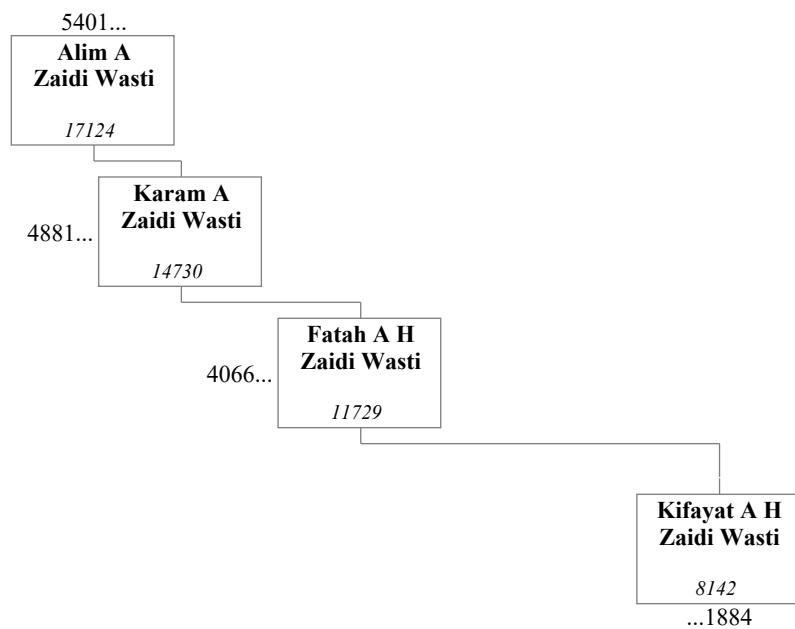 5401...
Alim A
Zaidi Wasti
17124
Karam A
Zaidi Wasti
4881...
14730
Fatah A H
Zaidi Wasti
4066...
11729
Kifayat A H
Zaidi Wasti
8142
...1884